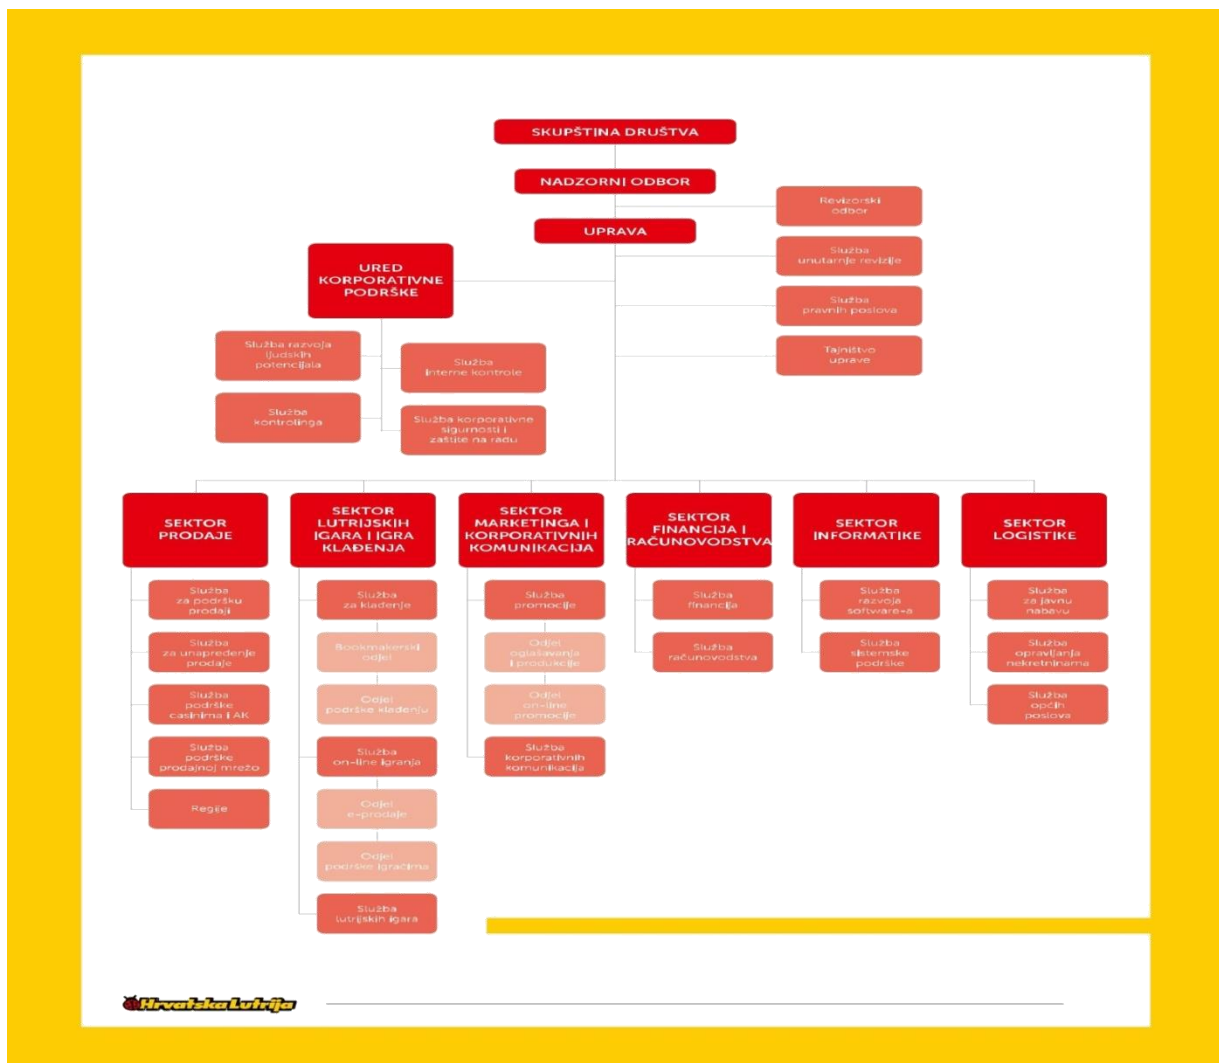 SKUPŠTINA DRUŠTVA
NADZORNI ODBOR
Revizorski
odbor
UPRAVA
Služba
unutarnje revizije
URED
KORPORATIVNE
PODRŠKE
Služba
pravnih poslova
Tajništvo
uprave
Služba razvoja
ljudskih
potencijala
Služba
interne kontrole
Služba
kontrolinga
Služba korporativne
sigurnosti i
zaštite na radu
SEKTOR
PRODAJE
Služba
za podršku
prodaji
Služba
za unapređenje
prodaje
Služba
podrške
casinima i AK
Služba
podrške
prodajnoj mrežo
Regije
SEKTOR
LUTRIJSKIH
IGARA I IGRA
KLAĐENJA
Služba
za klađenje
Bookmakerski
odjel
Odjel
podrške klađenju
Služba
on-line igranja
Odjel
e-prodaje
Odjel
podrške igračima
Služba
lutrijskih igara
SEKTOR
MARKETINGA I
KORPORATIVNIH
KOMUNIKACIJA
Služba
promocije
Odjel
oglašavanja
i produkcije
Odjel
on-line
promocije
Služba
korporativnih
komunikacija
SEKTOR
FINANCIJA I
RAČUNOVODSTVA
Služba
financija
Služba
računovodstva
SEKTOR
INFORMATIKE
Služba
razvoja
software-a
Služba
sistemske
podrške
SEKTOR
LOGISTIKE
Služba
za javnu
nabavu
Služba
opravljanja
nekretninama
Služba
općih
poslova
Hrvatska Lutrija